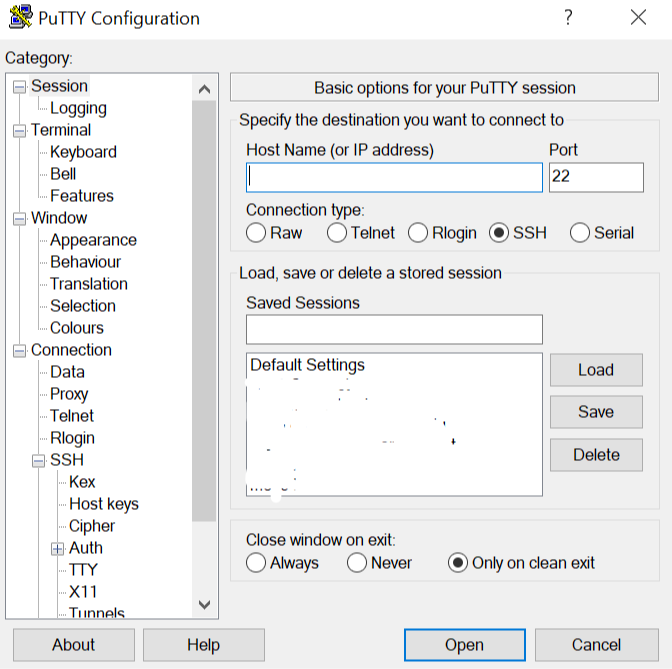 PuTTY Configuration
?
Category:
Session
Logging
Terminal
Keyboard
Bell
Features
Window
Appearance
Behaviour
Translation
Selection
Colours
Connection
Data
Proxy
Telnet
Rlogin
SSH
Kex
Host keys
Cipher
Auth
TTY
X11
Tunnels
Basic options for your PuTTY session
Specify the destination you want to connect to
Host Name (or IP address) Port
22
Connection type:
Raw Telnet Rlogin SSH Serial
Load, save or delete a stored session
Saved Sessions
Default Settings
Load
Save
Delete
Close window on exit:
Always Never Only on clean exit
About Help Open Cancel